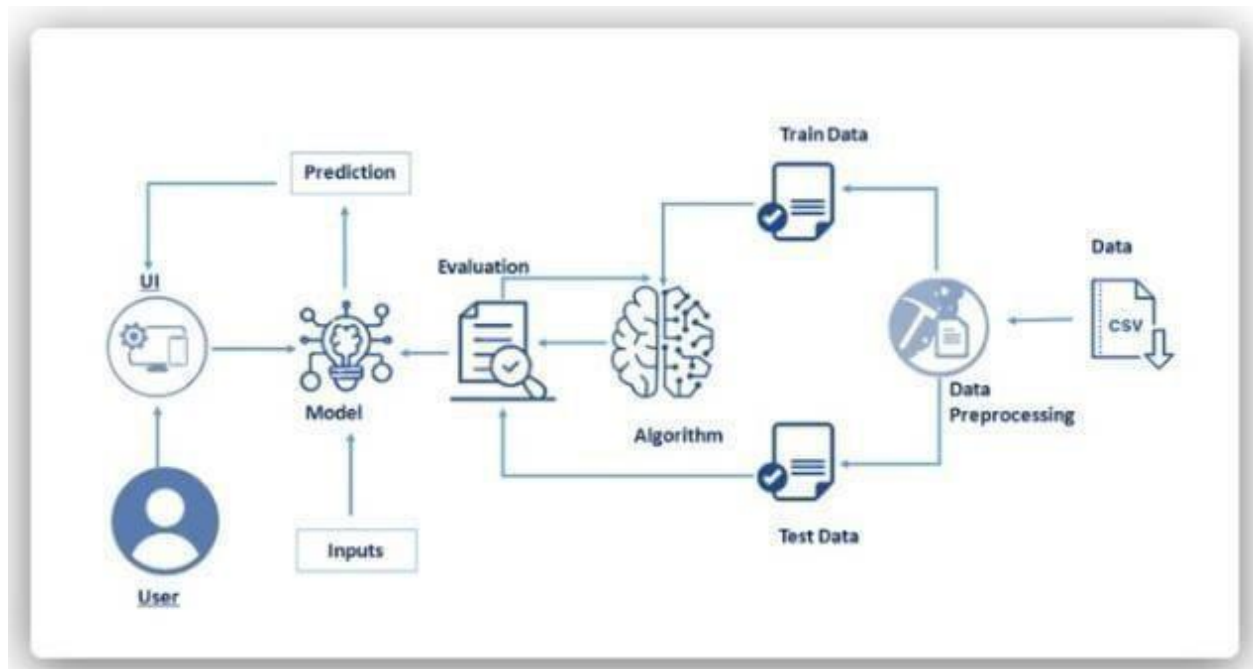 Train Data
Prediction
Data
Evaluation
UI
CSV
Model
Data
Preprocessing
Algorithm
Test Data
Inputs
User